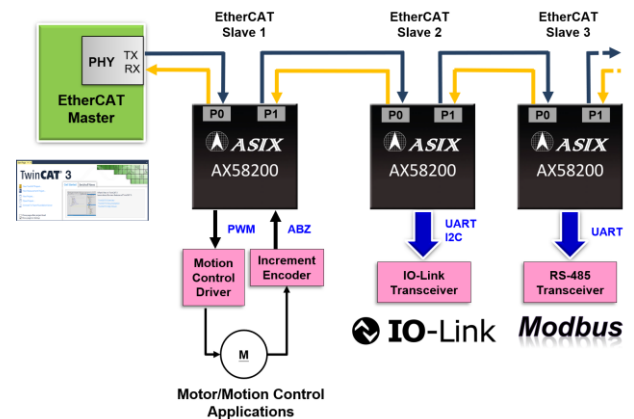 EtherCAT
Slave 1
EtherCAT
Slave 2
EtherCAT
Slave 3
PHY
TX
RX
EtherCAT
Master
P0
P1
P0
P1
P0
P1
ASIX
AX58200
ASIX
AX58200
ASIX
AX58200
TwinCAT® 3
PWM
ABZ
UART
I2C
UART
Motion
Control
Driver
Increment
Encoder
IO-Link
Transceiver
RS-485
Transceiver
M
IO-Link
Modbus
Motor/Motion Control
Applications